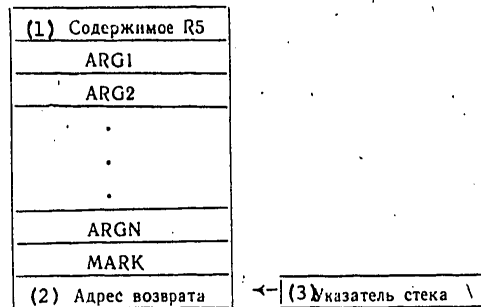 (1) Содержимое R5
ARG1
ARG2
.
.
.
ARGN
MARK
(2) Адрес возврата
(3) Указатель стека